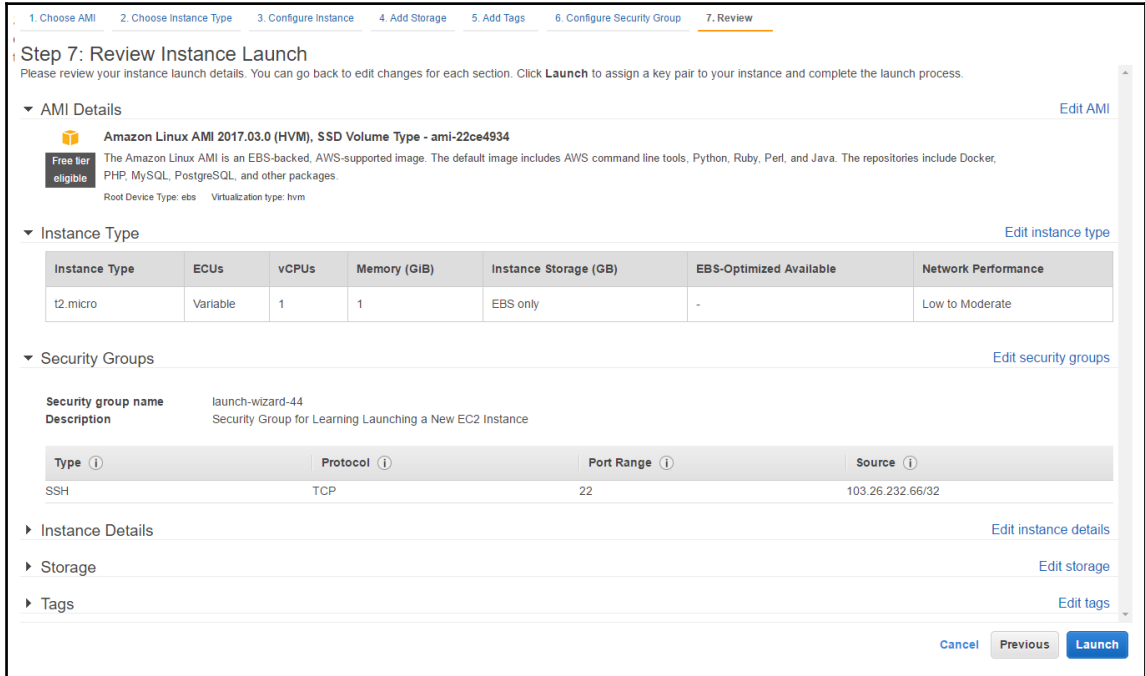 1. Choose AMI 2. Choose Instance Type 3. Configure Instance 4. Add Storage 5. Add Tags 6. Configure Security Group 7. Review
Step 7: Review Instance Launch
Please review your instance launch details. You can go back to edit changes for each section. Click Launch to assign a key pair to your instance and complete the launch process.
AMI Details Edit AMI
Amazon Linux AMI 2017.03.0 (HVM), SSD Volume Type - ami-22ce4934
Free tier eligible
The Amazon Linux AMI is an EBS-backed, AWS-supported image. The default image includes AWS command line tools, Python, Ruby, Perl, and Java. The repositories include Docker,
PHP, MySQL, PostgreSQL, and other packages.
Root Device Type: ebs Virtualization type: hvm
Instance Type Edit instance type
Instance Type ECUs vCPUs Memory (GiB) Instance Storage (GB) EBS-Optimized Available Network Performance
t2.micro Variable 1 1 EBS only - Low to Moderate
Security Groups Edit security groups
Security group name launch-wizard-44
Description Security Group for Learning Launching a New EC2 Instance
Type Protocol Port Range Source
SSH TCP 22 103.26.232.66/32
Instance Details Edit instance details
Storage Edit storage
Tags Edit tags
Cancel Previous Launch